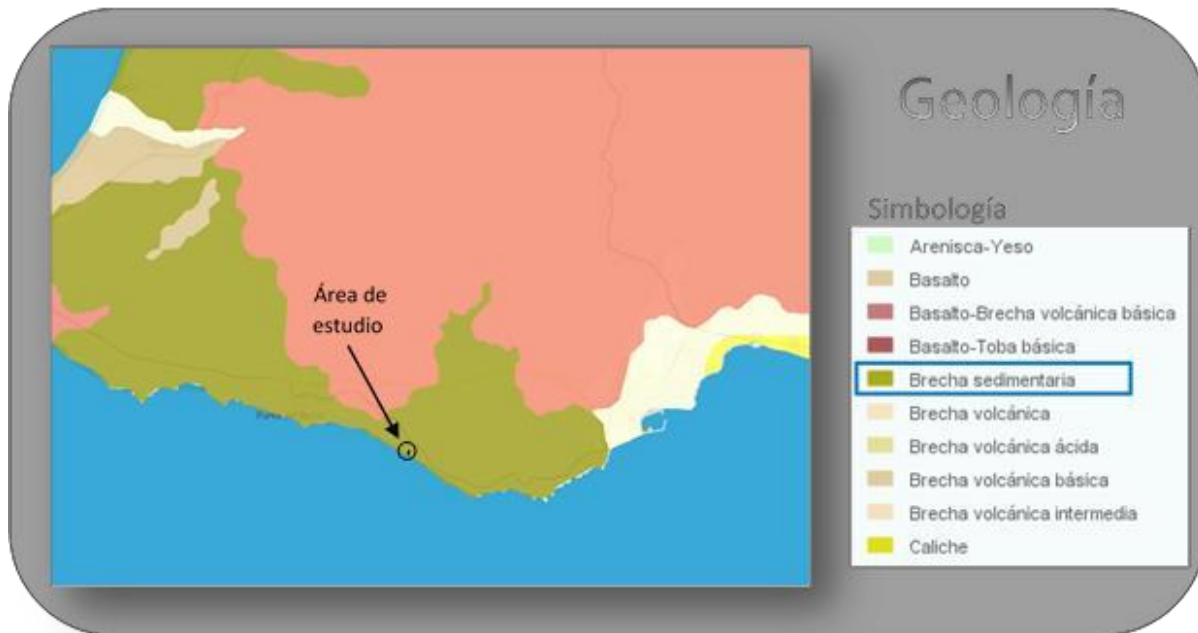 Geología
Área de
estudio
Simbología
Arenisca-Yeso
Basalto
Basalto-Brecha volcánica básica
Basalto-Toba básica
Brecha sedimentaria
Brecha volcánica
Brecha volcánica ácida
Brecha volcánica básica
Brecha volcánica intermedia
Caliche